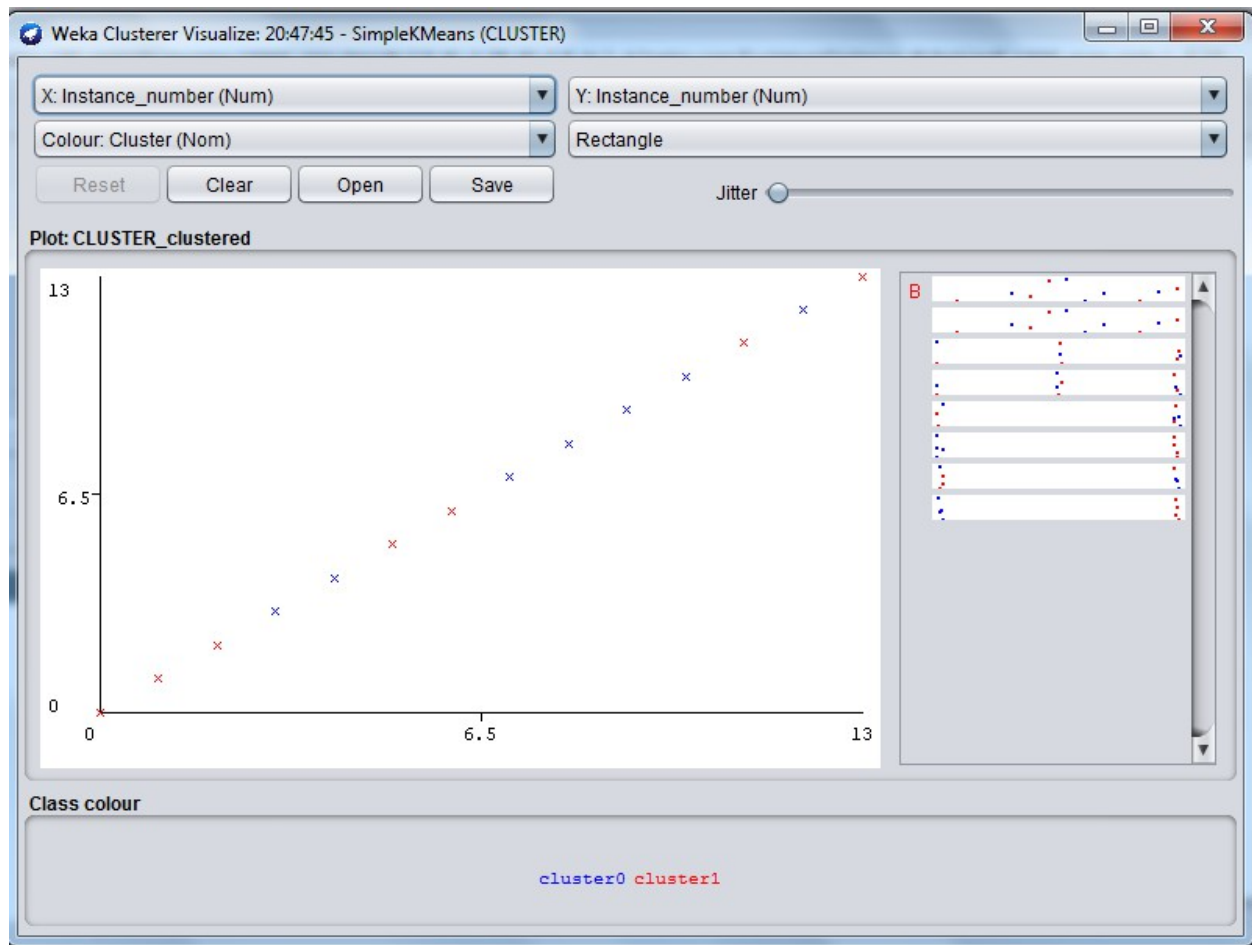 Weka Clusterer Visualize: 20:47:45 - SimpleKMeans (CLUSTER)
X: Instance_number (Num) Y: Instance_number (Num)
Colour: Cluster (Nom) Rectangle
Reset Clear Open Save Jitter
Plot: CLUSTER_clustered
13
6.5
0
0 6.5 13
B
Class colour
cluster0 cluster1